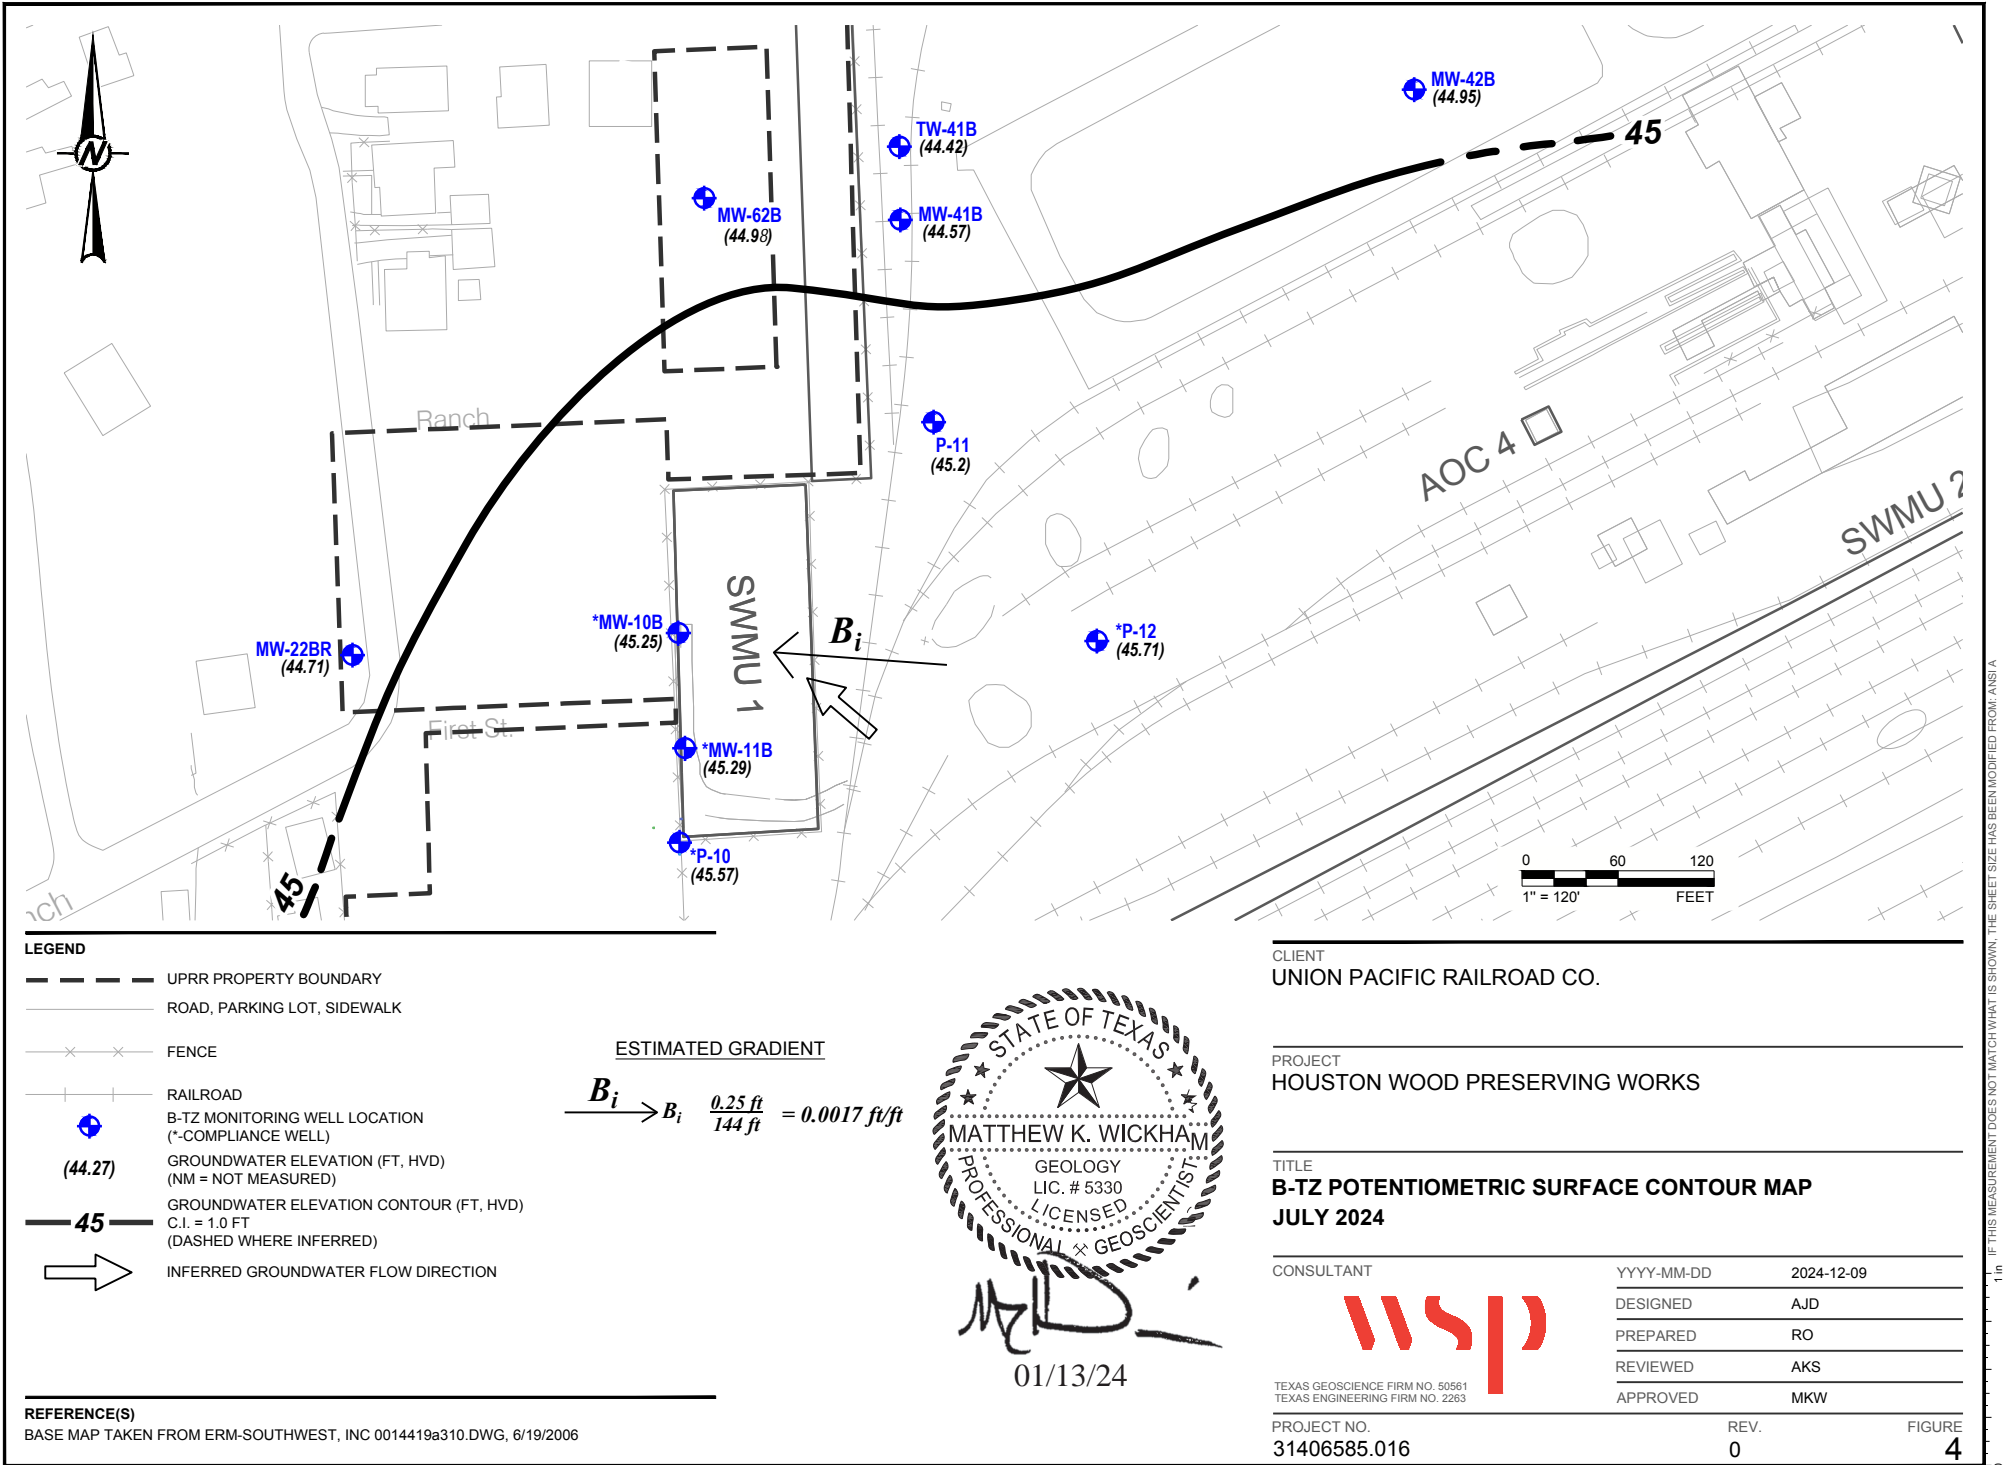 N
MW-42B
(44.95)
TW-41B
(44.42)
45
MW-62B
(44.98)
MW-41B
(44.57)
Ranch
P-11
(45.2)
AOC 4
SWMU 2
*MW-10B
(45.25)
SWMU 1
Bi
*P-12
(45.71)
MW-22BR
(44.71)
First St.
*MW-11B
(45.29)
*P-10
(45.57)
45
nch
0 60 120
1" = 120' FEET
LEGEND
UPRR PROPERTY BOUNDARY
ROAD, PARKING LOT, SIDEWALK
FENCE
RAILROAD
B-TZ MONITORING WELL LOCATION
(*-COMPLIANCE WELL)
(44.27) GROUNDWATER ELEVATION (FT, HVD)
(NM = NOT MEASURED)
45 GROUNDWATER ELEVATION CONTOUR (FT, HVD)
C.I. = 1.0 FT
(DASHED WHERE INFERRED)
INFERRED GROUNDWATER FLOW DIRECTION
ESTIMATED GRADIENT
Bi Bi 0.25 ft
144 ft = 0.0017 ft/ft
STATE OF TEXAS
MATTHEW K. WICKHAM
GEOLOGY
LIC. # 5330
LICENSED
PROFESSIONAL GEOSCIENTIST
01/13/24
REFERENCE(S)
BASE MAP TAKEN FROM ERM-SOUTHWEST, INC 0014419a310.DWG, 6/19/2006
CLIENT
UNION PACIFIC RAILROAD CO.
PROJECT
HOUSTON WOOD PRESERVING WORKS
TITLE
B-TZ POTENTIOMETRIC SURFACE CONTOUR MAP
JULY 2024
CONSULTANT
wsp
TEXAS GEOSCIENCE FIRM NO. 50561
TEXAS ENGINEERING FIRM NO. 2263
YYYY-MM-DD 2024-12-09
DESIGNED AJD
PREPARED RO
REVIEWED AKS
APPROVED MKW
PROJECT NO.
31406585.016
REV.
0
FIGURE
4
IF THIS MEASUREMENT DOES NOT MATCH WHAT IS SHOWN, THE SHEET SIZE HAS BEEN MODIFIED FROM: ANSI A
1 in